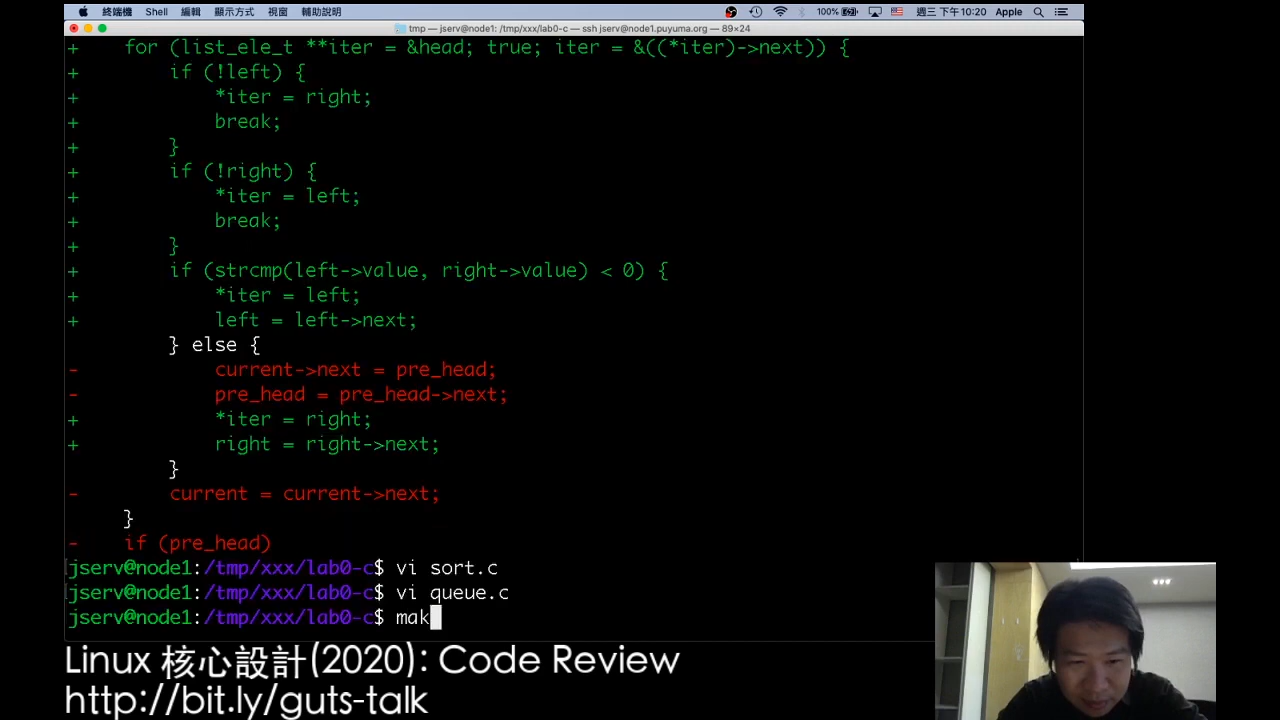 終端機 Shell 編輯 顯示方式 視窗 輔助說明 100% 週三 下午10:20 Apple
tmp — jserv@node1: /tmp/xxx/lab0-c — ssh jserv@node1.puyuma.org — 89×24
+    for (list_ele_t **iter = &head; true; iter = &((*iter)->next)) {
+        if (!left) {
+            *iter = right;
+            break;
+        }
+        if (!right) {
+            *iter = left;
+            break;
+        }
+        if (strcmp(left->value, right->value) < 0) {
+            *iter = left;
+            left = left->next;
         } else {
-            current->next = pre_head;
-            pre_head = pre_head->next;
+            *iter = right;
+            right = right->next;
         }
-        current = current->next;
     }
-    if (pre_head)
jserv@node1:/tmp/xxx/lab0-c$ vi sort.c
jserv@node1:/tmp/xxx/lab0-c$ vi queue.c
jserv@node1:/tmp/xxx/lab0-c$ mak
Linux 核心設計(2020): Code Review
http://bit.ly/guts-talk